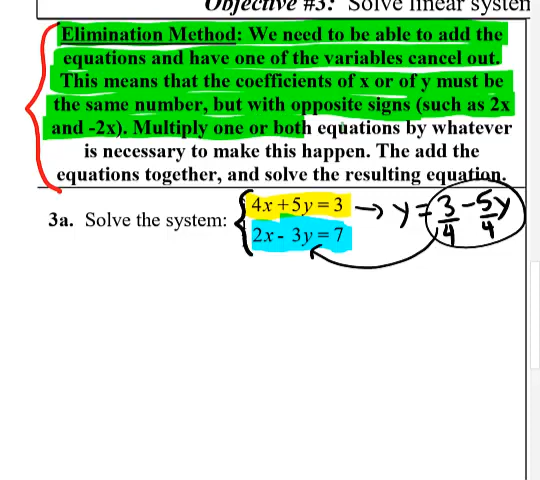 Objective #3: Solve linear system
Elimination Method: We need to be able to add the
equations and have one of the variables cancel out.
This means that the coefficients of x or of y must be
the same number, but with opposite signs (such as 2x
and -2x). Multiply one or both equations by whatever
is necessary to make this happen. The add the
equations together, and solve the resulting equation.
3a. Solve the system: { 4x + 5y = 3 → y = 3/4 - 5y/4
2x - 3y = 7